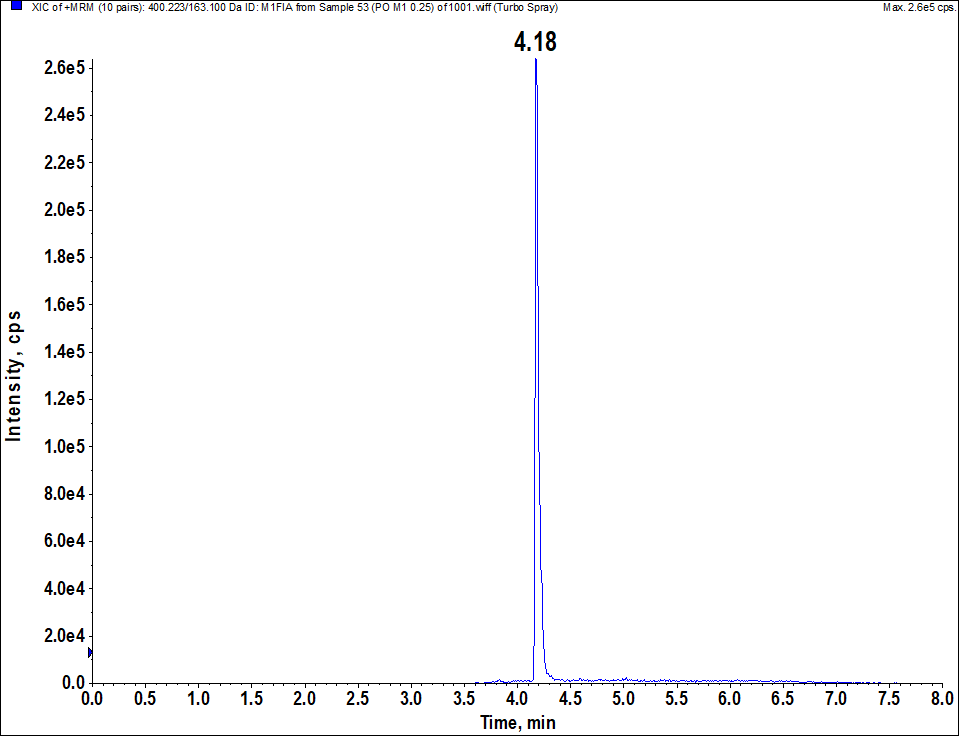 XIC of +MRM (10 pairs): 400.223/163.100 Da ID: M1FIA from Sample 53 (PO M1 0.25) of 1001.wiff (Turbo Spray) Max. 2.6e5 cps.
4.18
2.6e5
2.4e5
2.2e5
2.0e5
1.8e5
1.6e5
1.4e5
1.2e5
1.0e5
8.0e4
6.0e4
4.0e4
2.0e4
0.0
Intensity, cps
0.0 0.5 1.0 1.5 2.0 2.5 3.0 3.5 4.0 4.5 5.0 5.5 6.0 6.5 7.0 7.5 8.0
Time, min